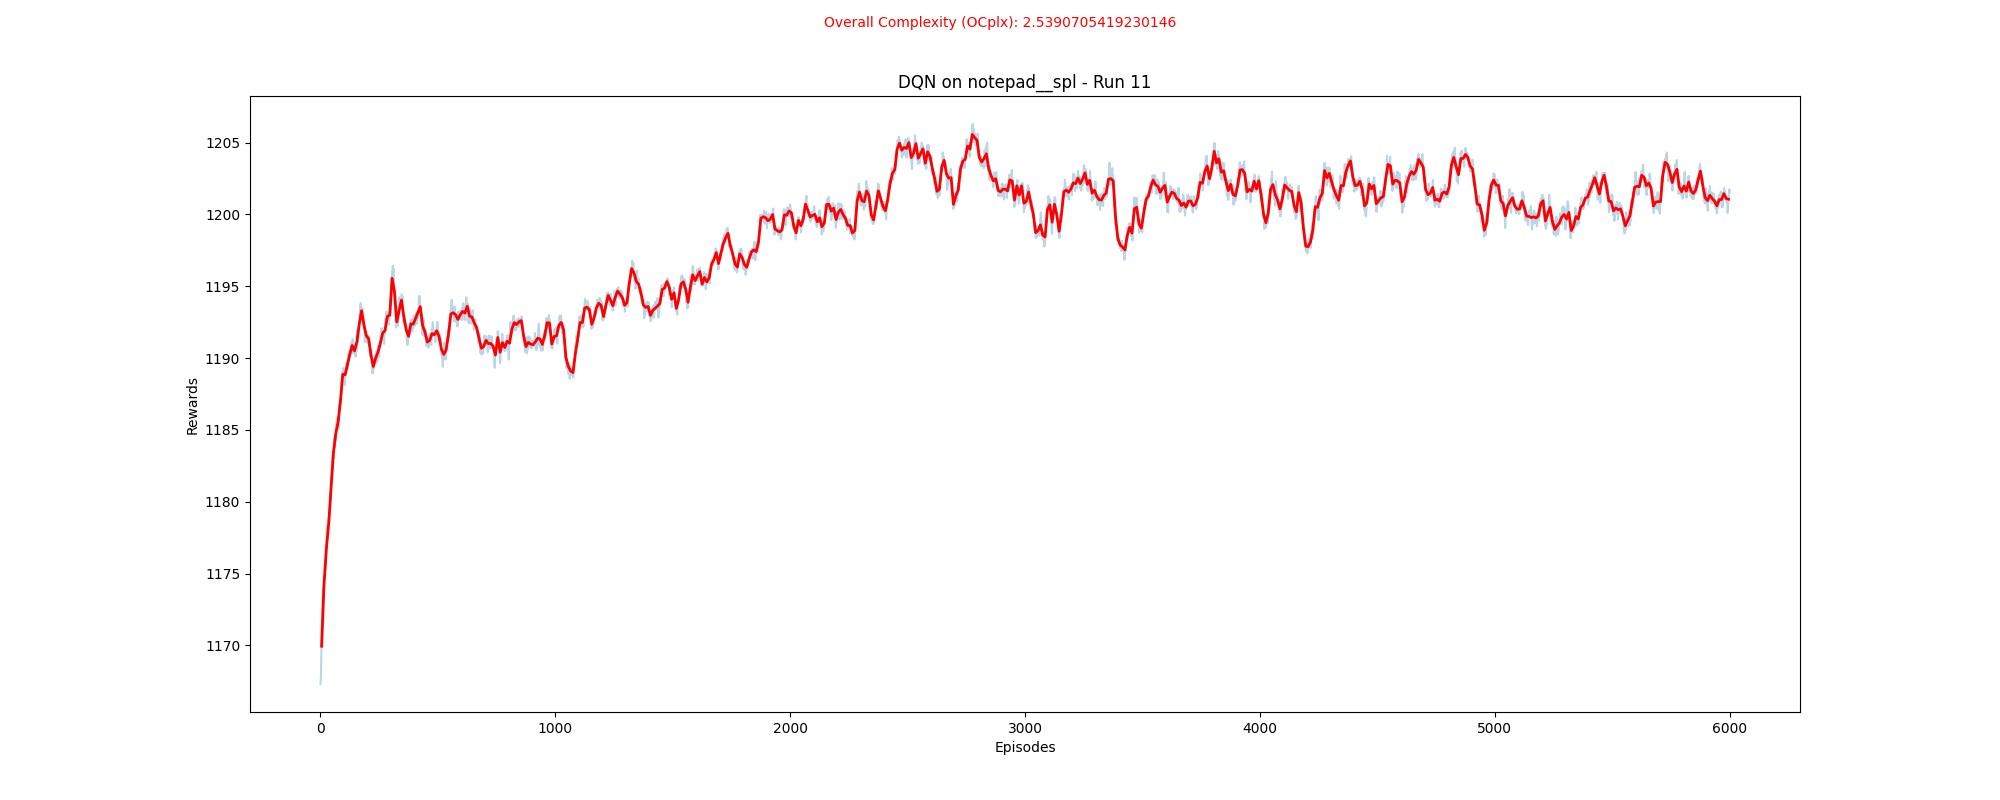 Overall Complexity (OCplx): 2.5390705419230146
DQN on notepad__spl - Run 11
1205
1200
1195
1190
1185
1180
1175
1170
Rewards
0 1000 2000 3000 4000 5000 6000
Episodes